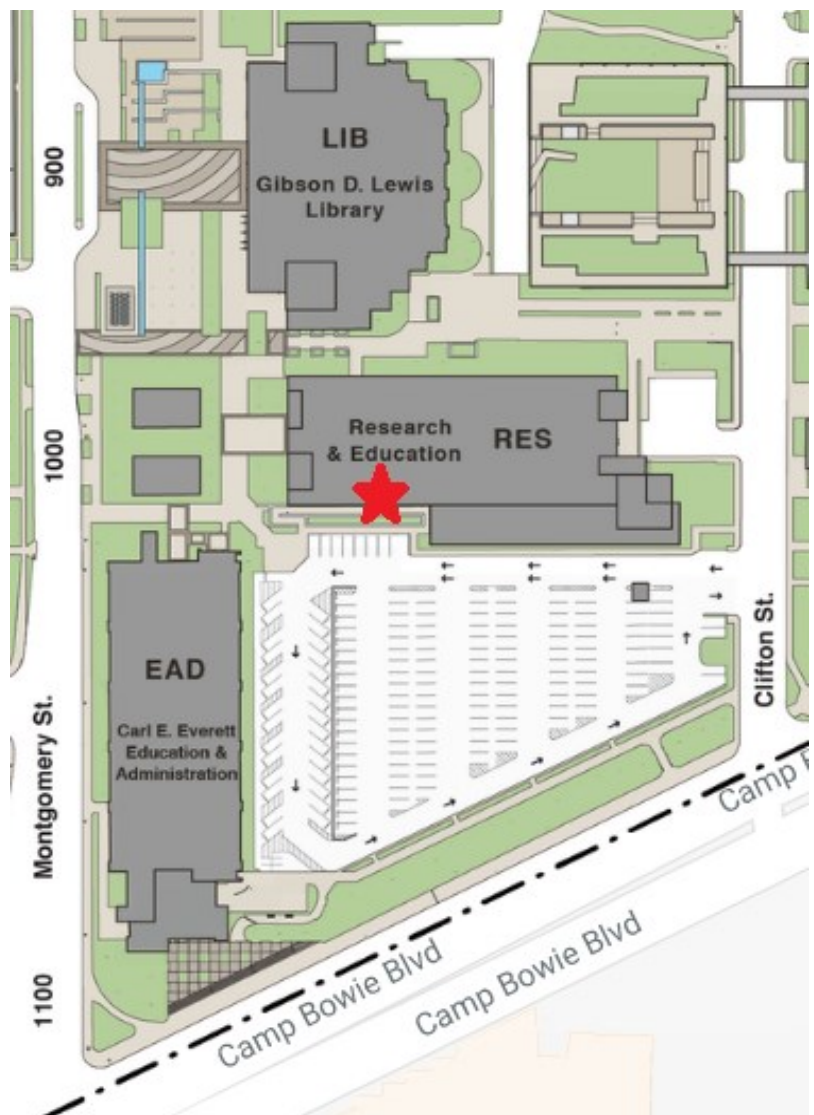 LIB
Gibson D. Lewis
Library
900
Research
& Education
RES
1000
EAD
Carl E. Everett
Education &
Administration
Montgomery St.
Clifton St.
1100
Camp B
Camp Bowie Blvd
Camp Bowie Blvd